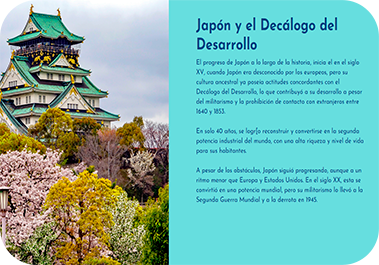 Japón y el Decálogo del
Desarrollo
El progreso de Japón a lo largo de la historia, inicia el en el siglo
XV, cuando Japón era desconocido por los europeos, pero su
cultura ancestral ya poseía actitudes concordantes con el
Decálogo del Desarrollo, lo que contribuyó a su desarrollo a pesar
del militarismo y la prohibición de contacto con extranjeros entre
1640 y 1853.
En solo 40 años, se logr[o reconstruir y convertirse en la segunda
potencia industrial del mundo, con una alta riqueza y nivel de vida
para sus habitantes.
A pesar de los obstáculos, Japón siguió progresando, aunque a un
ritmo menor que Europa y Estados Unidos. En el siglo XX, esta se
convirtió en una potencia mundial, pero su militarismo lo llevó a la
Segunda Guerra Mundial y a la derrota en 1945.